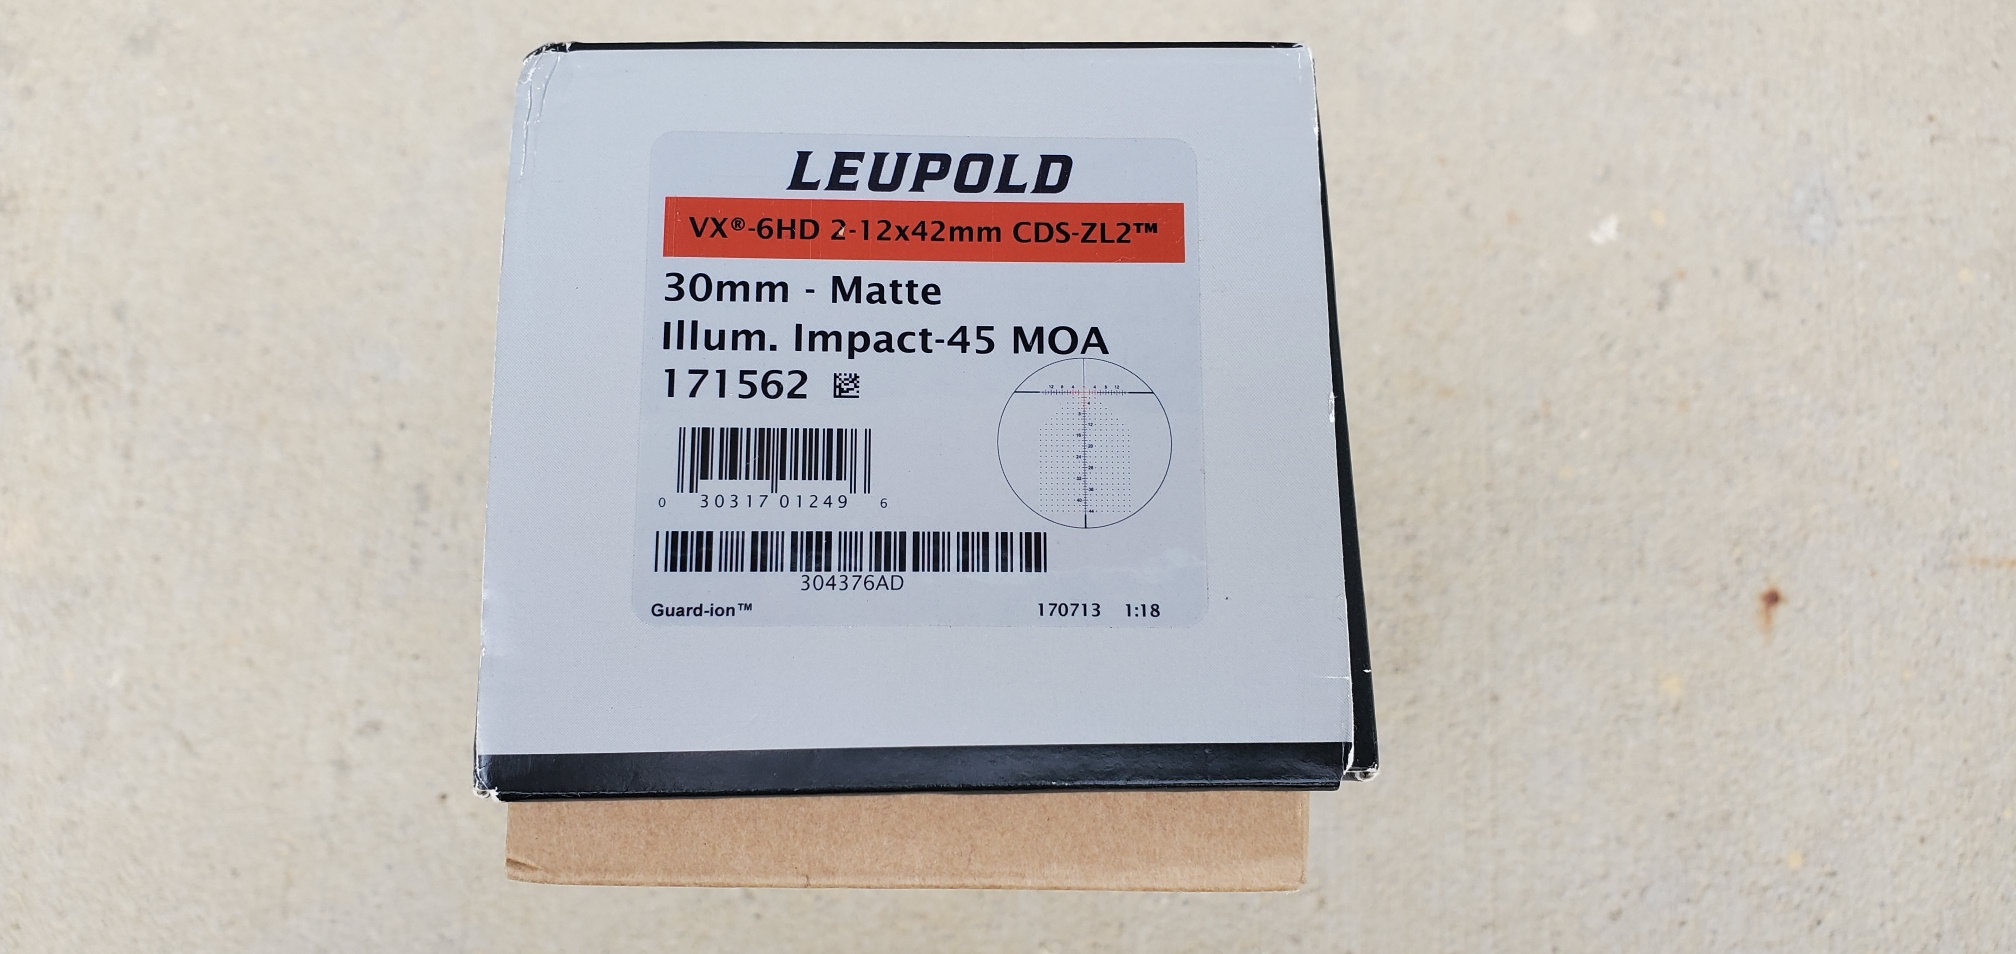 LEUPOLD
VX®-6HD 2-12x42mm CDS-ZL2™
30mm - Matte
Illum. Impact-45 MOA
171562
0 30317 01249 6
304376AD
Guard-ion™ 170713 1:18